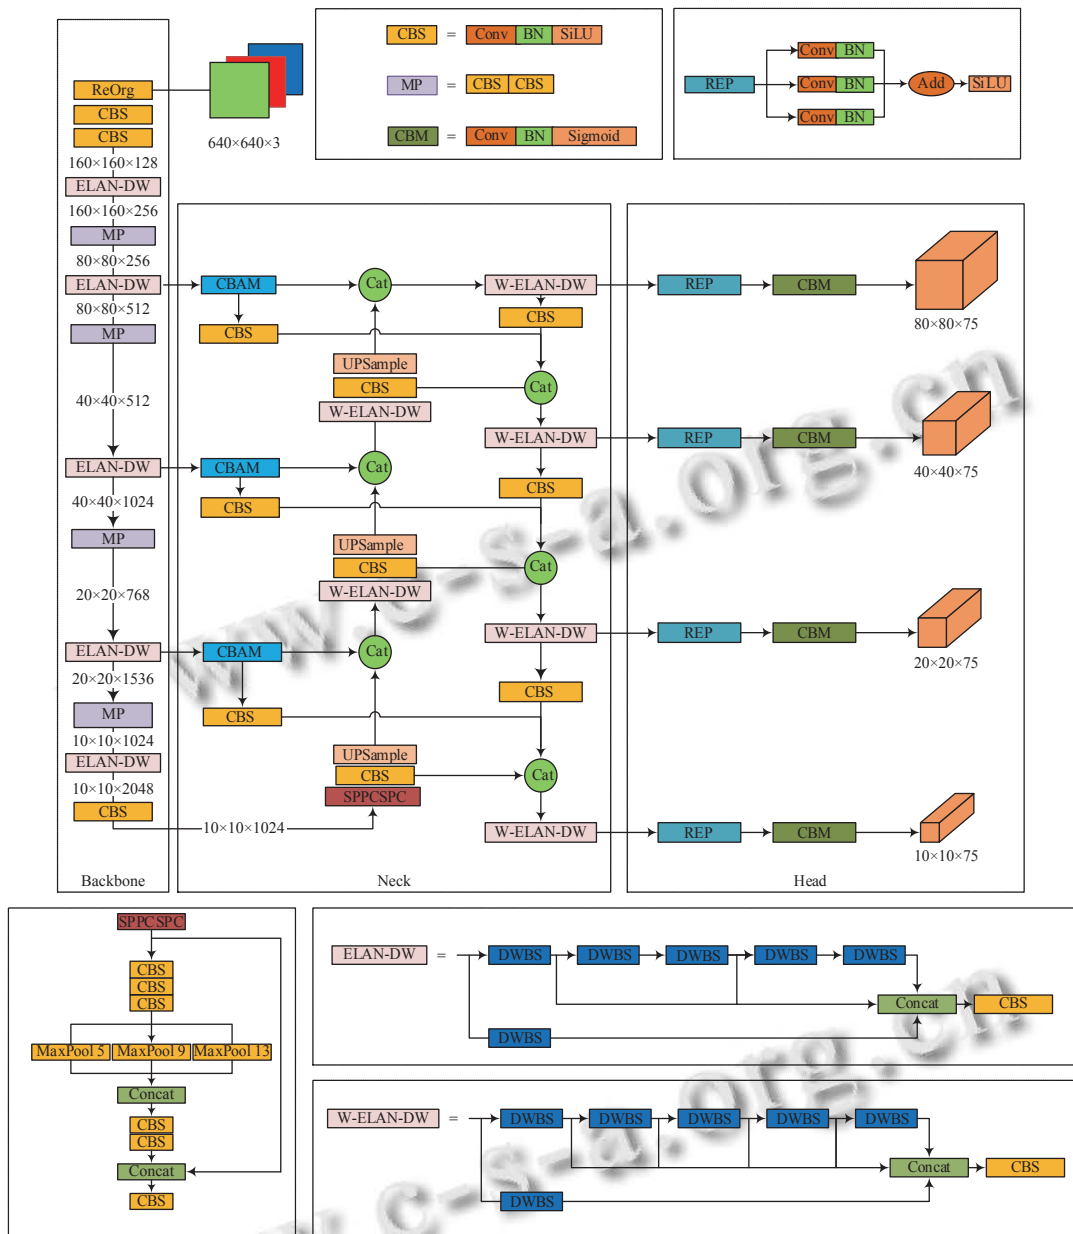 ReOrg
CBS
CBS
160×160×128
ELAN-DW
160×160×256
MP
80×80×256
ELAN-DW
80×80×512
MP
40×40×512
ELAN-DW
40×40×1024
MP
20×20×768
ELAN-DW
20×20×1536
MP
10×10×1024
ELAN-DW
10×10×2048
CBS
Backbone
640×640×3
CBS = Conv BN SiLU
MP = CBS CBS
CBM = Conv BN Sigmoid
REP
Conv BN
Conv BN
Conv BN
Add
SiLU
CBAM
Cat
W-ELAN-DW
CBS
CBS
UPSample
CBS
Cat
W-ELAN-DW
W-ELAN-DW
CBAM
Cat
CBS
CBS
UPSample
CBS
Cat
W-ELAN-DW
W-ELAN-DW
CBAM
Cat
CBS
CBS
UPSample
CBS
Cat
SPPCSPC
10×10×1024
W-ELAN-DW
Neck
REP
CBM
80×80×75
REP
CBM
40×40×75
REP
CBM
20×20×75
REP
CBM
10×10×75
Head
SPPCSPC
CBS
CBS
CBS
MaxPool 5 MaxPool 9 MaxPool 13
Concat
CBS
CBS
Concat
CBS
ELAN-DW = DWBS DWBS DWBS DWBS DWBS
Concat CBS
DWBS
W-ELAN-DW = DWBS DWBS DWBS DWBS DWBS
Concat CBS
DWBS
www.c-s-a.org.cn
www.c-s-a.org.cn